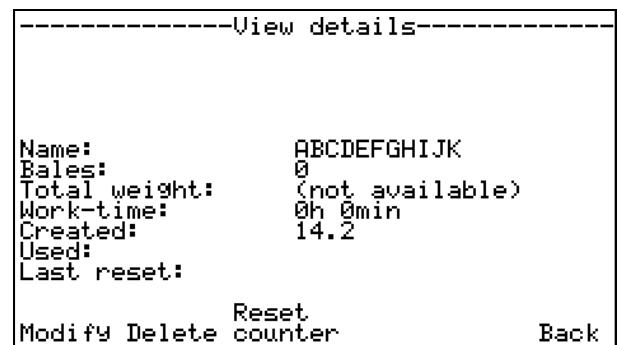 --------------View details-------------
Name: ABCDEFGHIJK
Bales: 0
Total weight: (not available)
Work-time: 0h 0min
Created: 14.2
Used:
Last reset:
Reset
Modify Delete counter Back